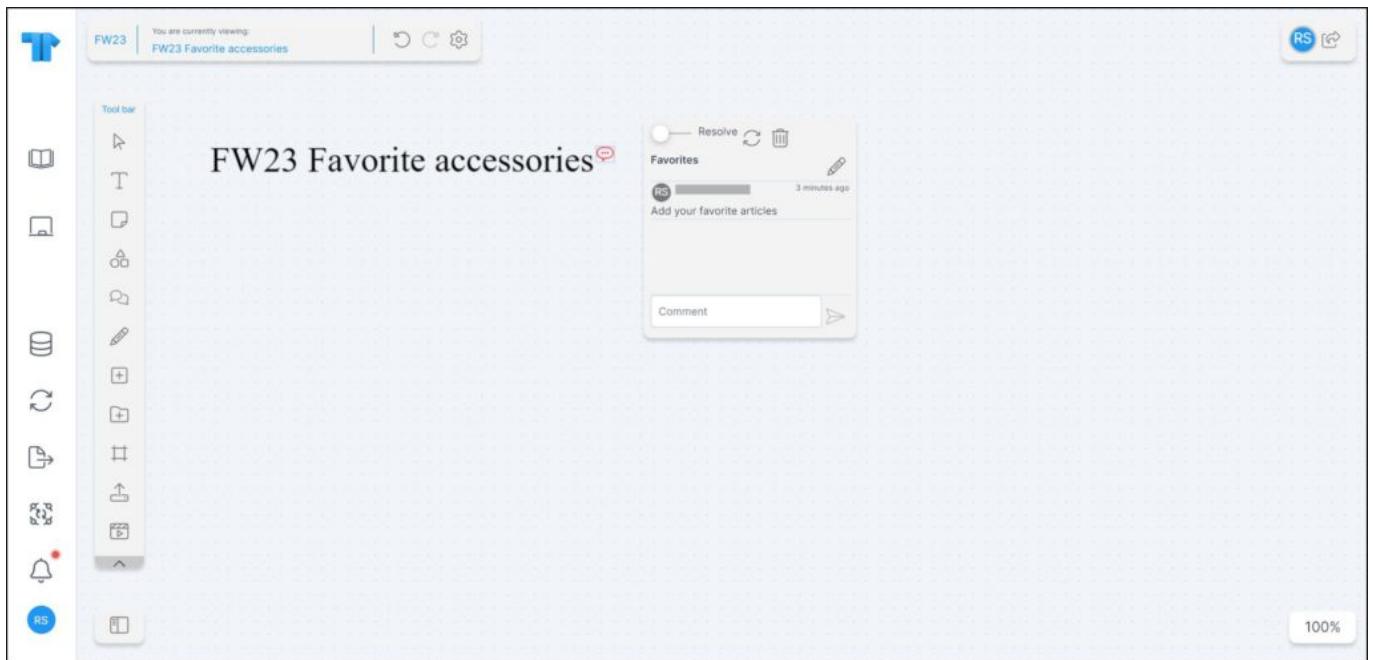 FW23
You are currently viewing:
FW23 Favorite accessories
RS
Tool bar
FW23 Favorite accessories
Resolve
Favorites
RS
3 minutes ago
Add your favorite articles
Comment
RS
100%